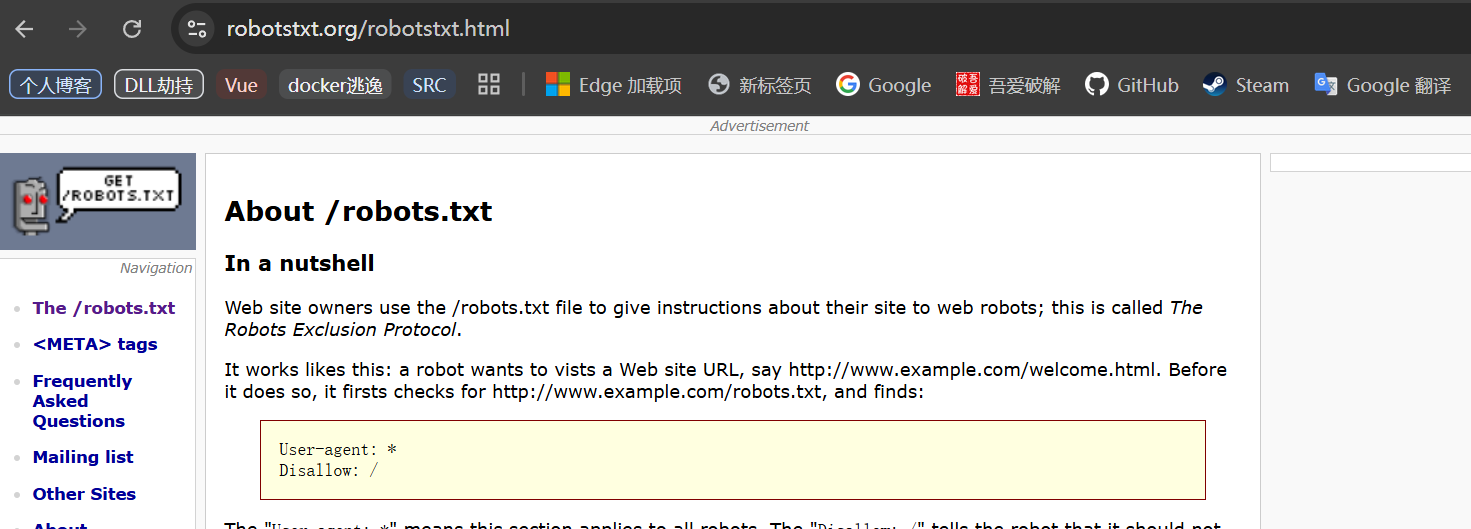 robotstxt.org/robotstxt.html
个人博客 DLL劫持 Vue docker逃逸 SRC Edge 加载项 新标签页 Google 吾爱破解 GitHub Steam Google 翻译
Advertisement
GET
/ROBOTS.TXT
Navigation
The /robots.txt
<META> tags
Frequently
Asked
Questions
Mailing list
Other Sites
About
About /robots.txt
In a nutshell
Web site owners use the /robots.txt file to give instructions about their site to web robots; this is called The
Robots Exclusion Protocol.
It works likes this: a robot wants to vists a Web site URL, say http://www.example.com/welcome.html. Before
it does so, it firsts checks for http://www.example.com/robots.txt, and finds:
User-agent: *
Disallow: /
The "User-agent: *" means this section applies to all robots. The "Disallow: /" tells the robot that it should not